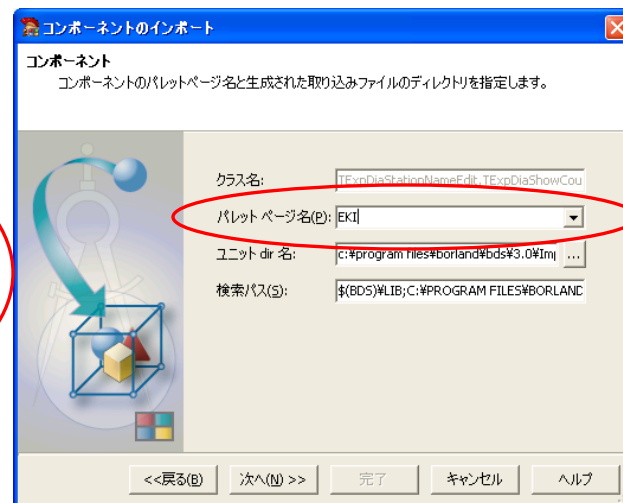 コンポーネントのインポート
コンポーネント
コンポーネントのパレットページ名と生成された取り込みファイルのディレクトリを指定します。
クラス名: TExpDiaStationNameEdit,TExpDiaShowCou
パレット ページ名(P): EKI
ユニット dir 名: c:¥program files¥borland¥bds¥3.0¥Imp ...
検索パス(S): $(BDS)¥LIB;C:¥PROGRAM FILES¥BORLAND
<<戻る(B) 次へ(N) >> 完了 キャンセル ヘルプ